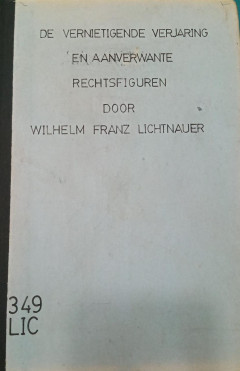 DE VERNIETIGENDE VERJARING
EN AANVERWANTE
RECHTSFIGUREN
DOOR
WILHELM FRANZ LICHTNAUER
349
LIC